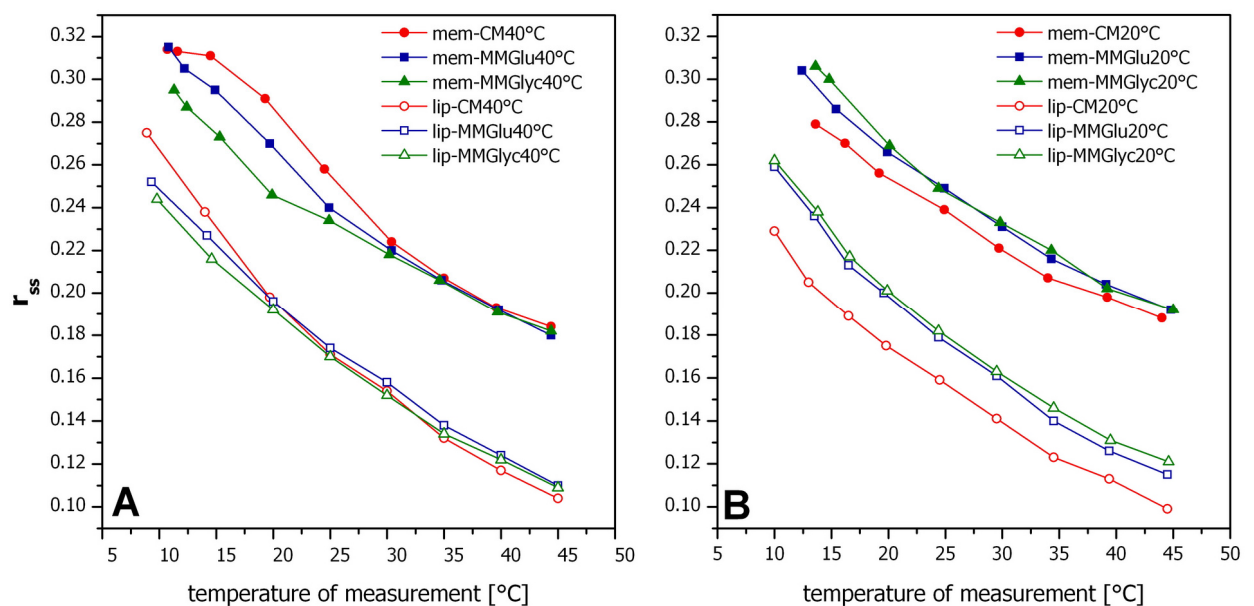 r_ss
0.32
0.30
0.28
0.26
0.24
0.22
0.20
0.18
0.16
0.14
0.12
0.10
mem-CM40°C
mem-MMGlu40°C
mem-MMGlyc40°C
lip-CM40°C
lip-MMGlu40°C
lip-MMGlyc40°C
A
5 10 15 20 25 30 35 40 45 50
temperature of measurement [°C]
0.32
0.30
0.28
0.26
0.24
0.22
0.20
0.18
0.16
0.14
0.12
0.10
mem-CM20°C
mem-MMGlu20°C
mem-MMGlyc20°C
lip-CM20°C
lip-MMGlu20°C
lip-MMGlyc20°C
B
5 10 15 20 25 30 35 40 45 50
temperature of measurement [°C]